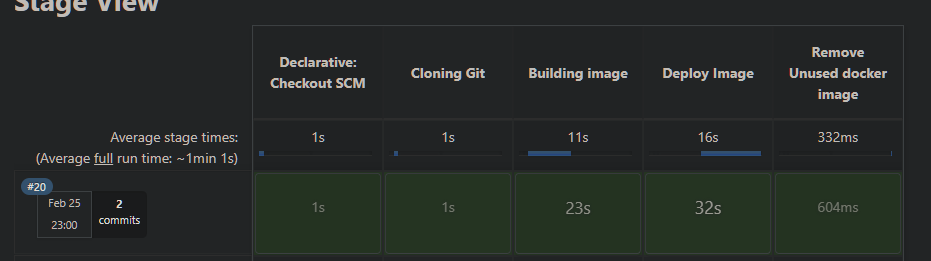 Stage View
Declarative:
Checkout SCM
Cloning Git
Building image
Deploy Image
Remove
Unused docker
image
Average stage times:
(Average full run time: ~1min 1s)
1s
1s
11s
16s
332ms
#20
Feb 25
23:00
2
commits
1s
1s
23s
32s
604ms